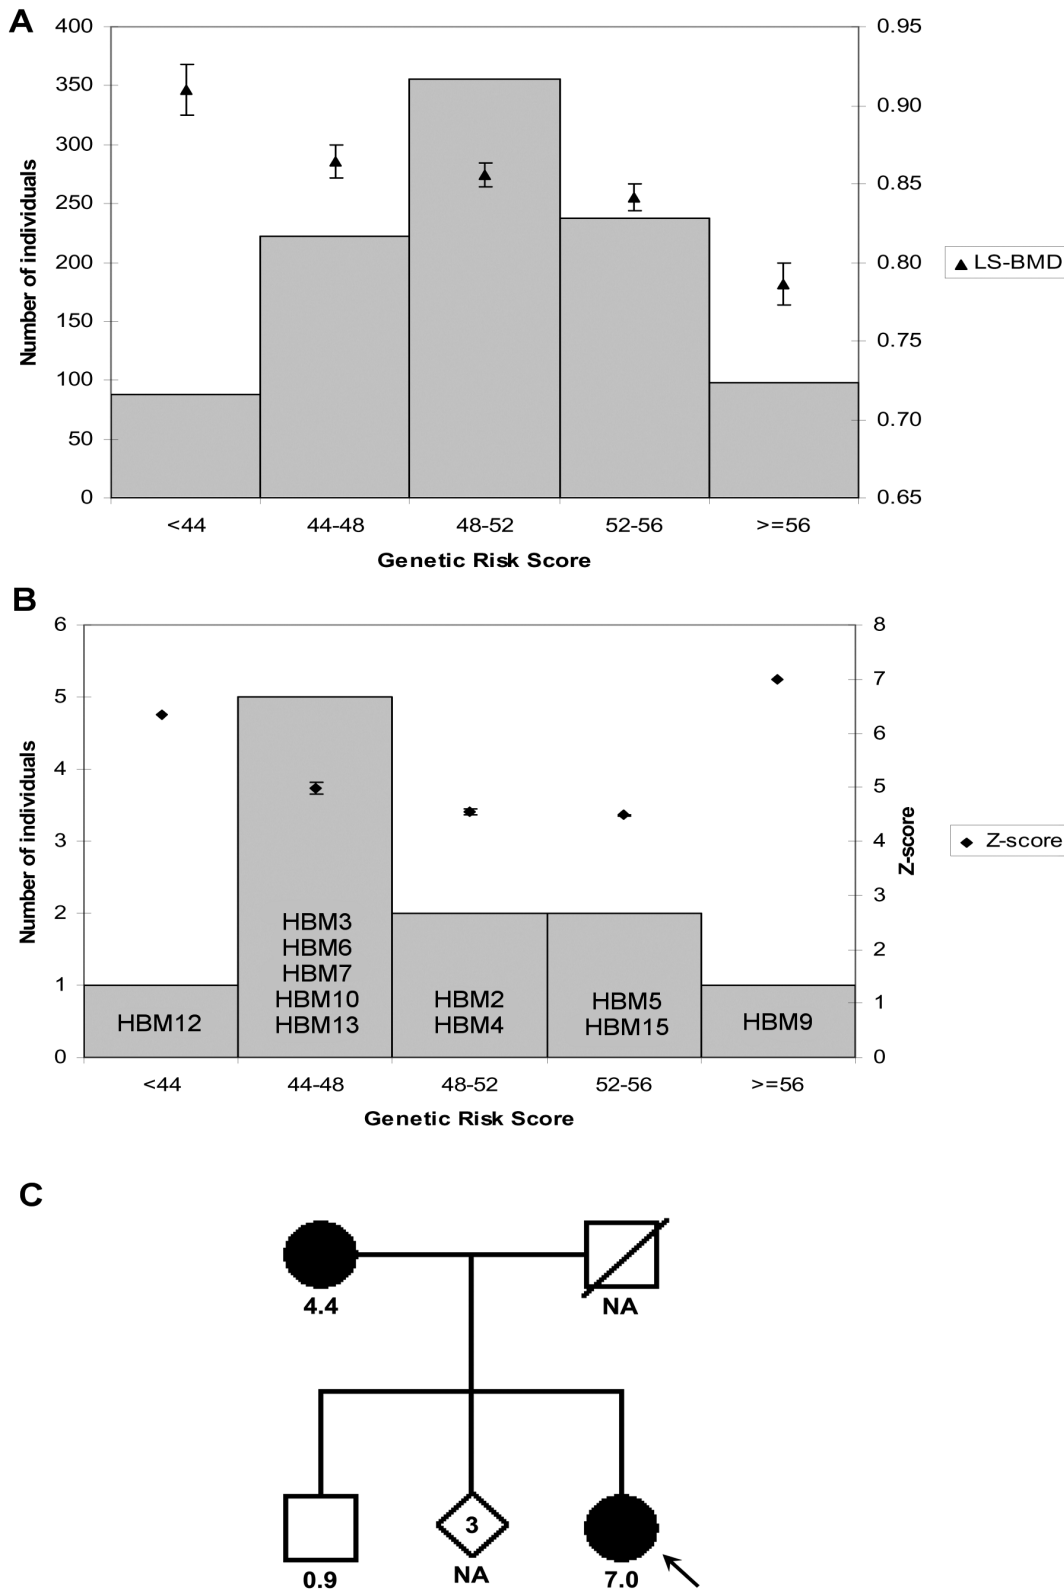 A
400
350
300
250
200
150
100
50
0
Number of individuals
0.95
0.90
0.85
0.80
0.75
0.70
0.65
LS-BMD
<44 44-48 48-52 52-56 >=56
Genetic Risk Score
B
6
5
4
3
2
1
0
Number of individuals
8
7
6
5
4
3
2
1
0
Z-score
Z-score
HBM12
HBM3
HBM6
HBM7
HBM10
HBM13
HBM2
HBM4
HBM5
HBM15
HBM9
<44 44-48 48-52 52-56 >=56
Genetic Risk Score
C
4.4 NA
3
0.9 NA 7.0